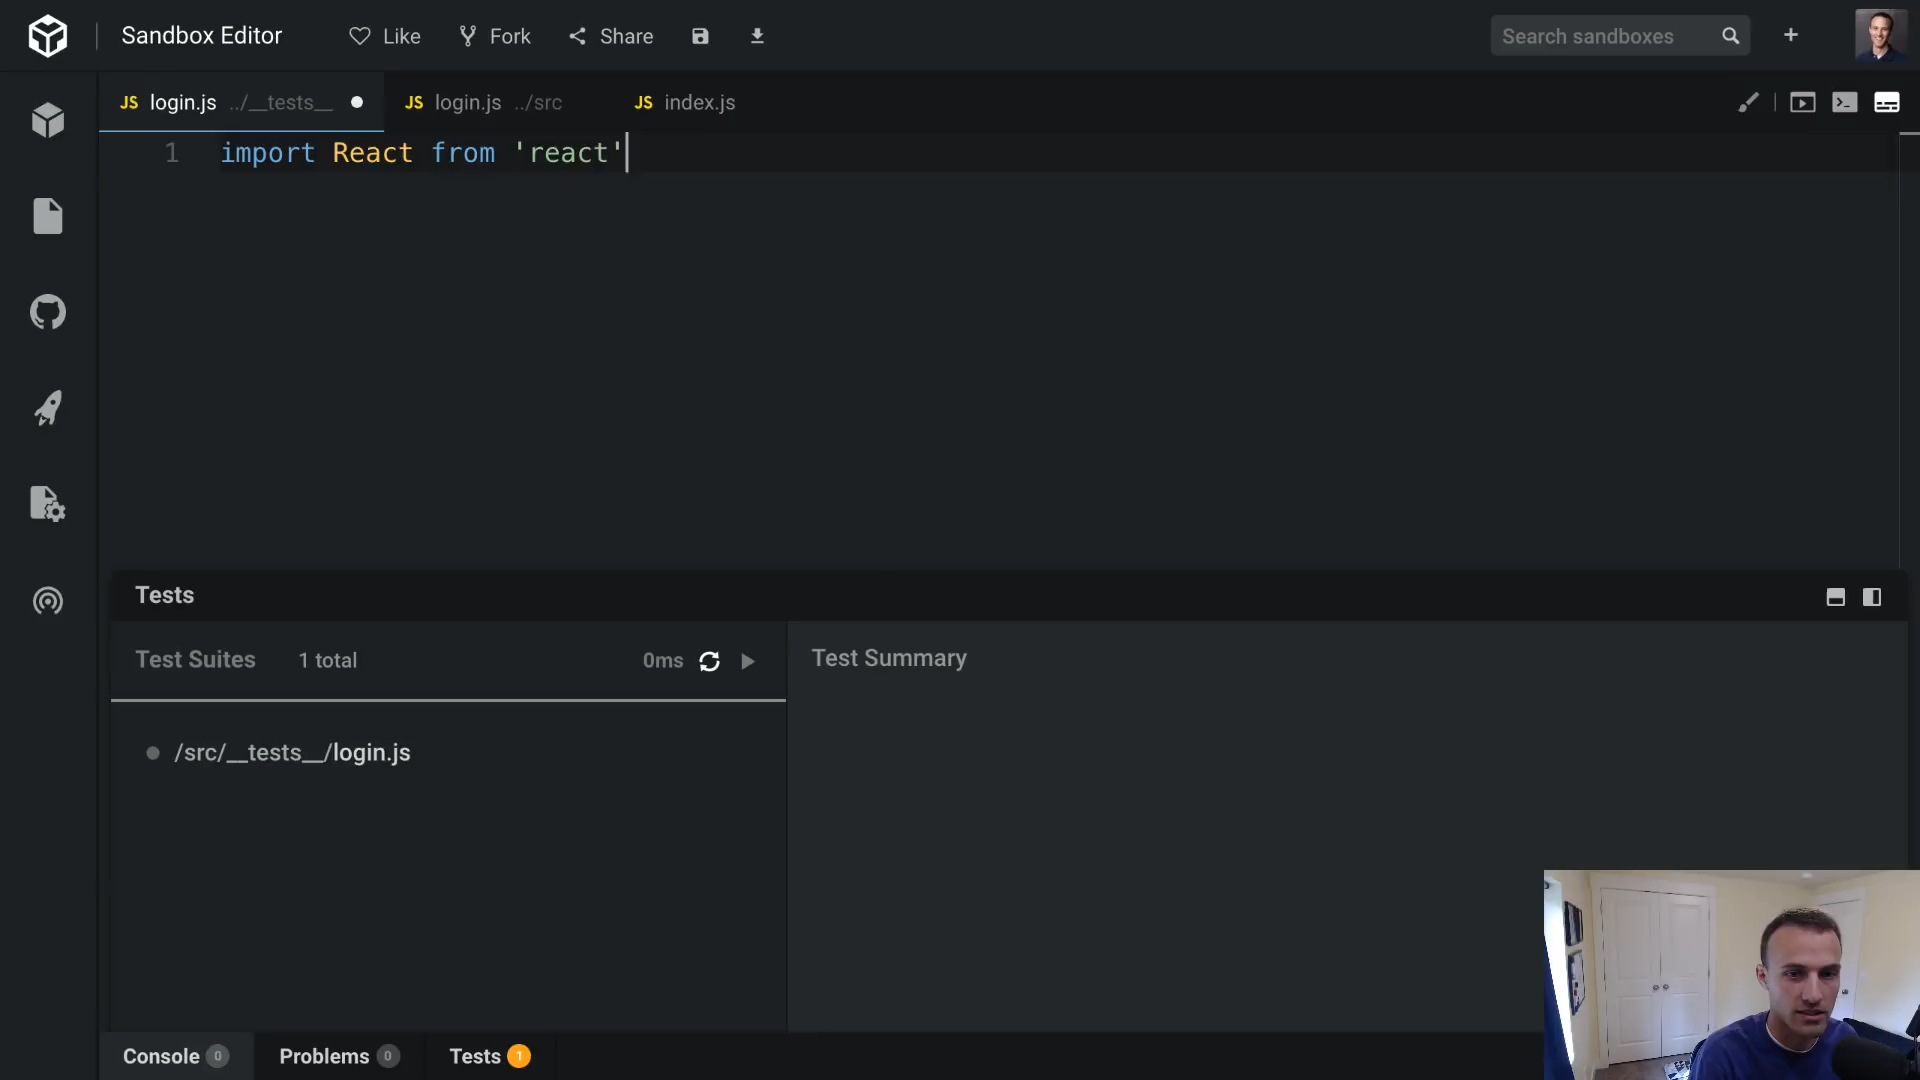 Sandbox Editor
Like
Fork
Share
Search sandboxes
JS login.js ../__tests__
JS login.js ../src
JS index.js
1 import React from 'react'
Tests
Test Suites 1 total 0ms
Test Summary
/src/__tests__/login.js
Console 0
Problems 0
Tests 1